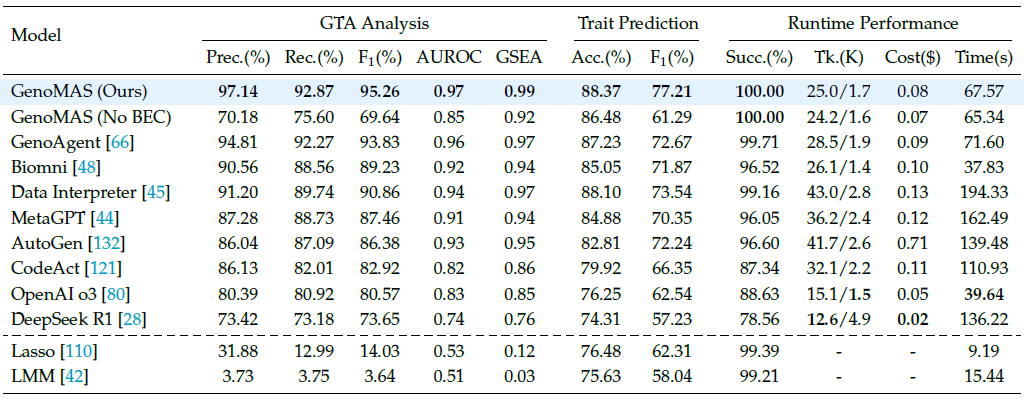 Model GTA Analysis Trait Prediction Runtime Performance
Prec.(%) Rec.(%) F1(%) AUROC GSEA Acc.(%) F1(%) Succ.(%) Tk.(K) Cost($) Time(s)
GenoMAS (Ours) 97.14 92.87 95.26 0.97 0.99 88.37 77.21 100.00 25.0/1.7 0.08 67.57
GenoMAS (No BEC) 70.18 75.60 69.64 0.85 0.92 86.48 61.29 100.00 24.2/1.6 0.07 65.34
GenoAgent [66] 94.81 92.27 93.83 0.96 0.97 87.23 72.67 99.71 28.5/1.9 0.09 71.60
Biomni [48] 90.56 88.56 89.23 0.92 0.94 85.05 71.87 96.52 26.1/1.4 0.10 37.83
Data Interpreter [45] 91.20 89.74 90.86 0.94 0.97 88.10 73.54 99.16 43.0/2.8 0.13 194.33
MetaGPT [44] 87.28 88.73 87.46 0.91 0.94 84.88 70.35 96.05 36.2/2.4 0.12 162.49
AutoGen [132] 86.04 87.09 86.38 0.93 0.95 82.81 72.24 96.60 41.7/2.6 0.71 139.48
CodeAct [121] 86.13 82.01 82.92 0.82 0.86 79.92 66.35 87.34 32.1/2.2 0.11 110.93
OpenAI o3 [80] 80.39 80.92 80.57 0.83 0.85 76.25 62.54 88.63 15.1/1.5 0.05 39.64
DeepSeek R1 [28] 73.42 73.18 73.65 0.74 0.76 74.31 57.23 78.56 12.6/4.9 0.02 136.22
Lasso [110] 31.88 12.99 14.03 0.53 0.12 76.48 62.31 99.39 - - 9.19
LMM [42] 3.73 3.75 3.64 0.51 0.03 75.63 58.04 99.21 - - 15.44